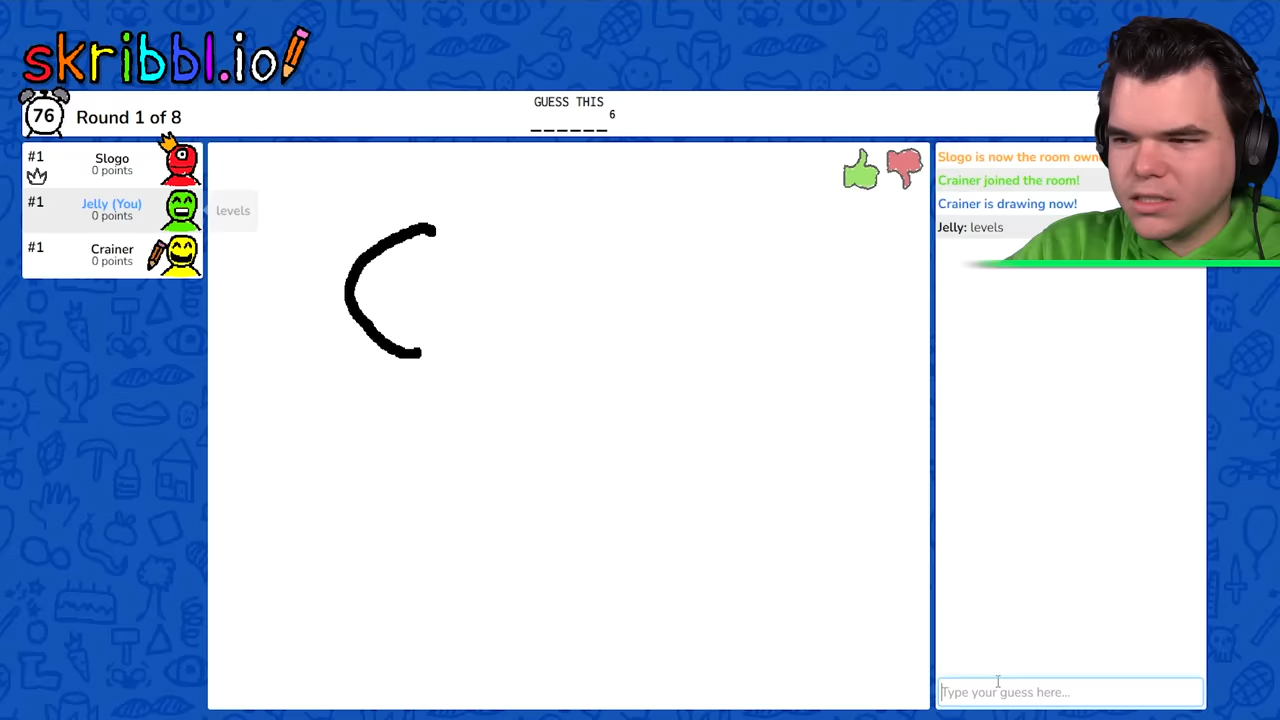 skribbl.io
76
Round 1 of 8
GUESS THIS
6
______
#1
Slogo
0 points
#1
Jelly (You)
0 points
levels
#1
Crainer
0 points
Slogo is now the room
Crainer joined the room!
Crainer is drawing now!
Jelly: levels
Type your guess here...